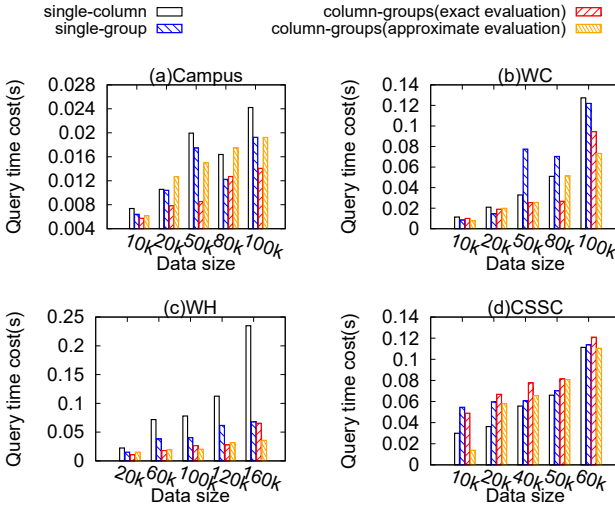 single-column
single-group
column-groups(exact evaluation)
column-groups(approximate evaluation)
(a)Campus
Query time cost(s)
0.028
0.024
0.02
0.016
0.012
0.008
0.004
10k 20k 50k 80k 100k
Data size
(b)WC
Query time cost(s)
0.14
0.12
0.1
0.08
0.06
0.04
0.02
0
10k 20k 50k 80k 100k
Data size
(c)WH
Query time cost(s)
0.25
0.2
0.15
0.1
0.05
0
20k 60k 100k 120k 160k
Data size
(d)CSSC
Query time cost(s)
0.14
0.12
0.1
0.08
0.06
0.04
0.02
0
10k 20k 40k 50k 60k
Data size